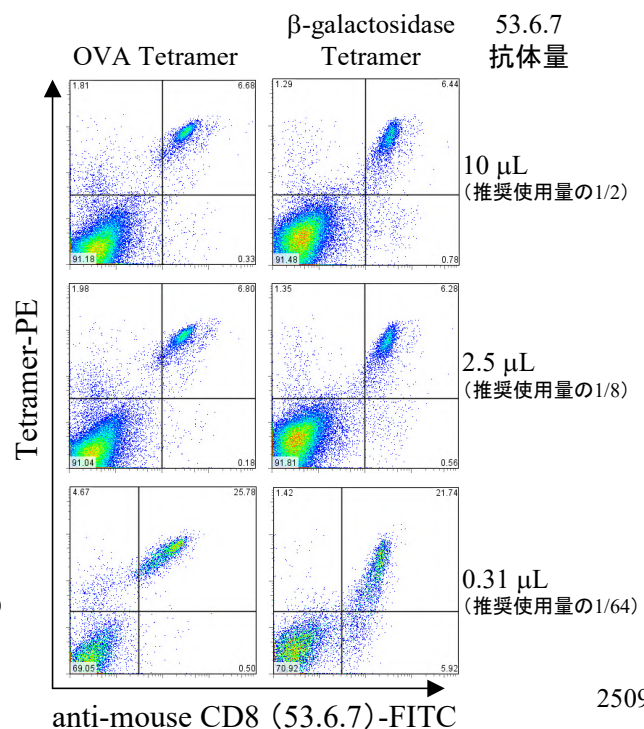 OVA Tetramer
β-galactosidase
Tetramer
53.6.7
抗体量
1.81 6.68
91.18 0.33
1.29 6.44
91.48 0.78
10 μL
(推奨使用量の1/2)
1.98 6.80
91.04 0.18
1.35 6.28
91.81 0.56
2.5 μL
(推奨使用量の1/8)
4.67 25.78
69.05 0.50
1.42 21.74
70.92 5.92
0.31 μL
(推奨使用量の1/64)
Tetramer-PE
anti-mouse CD8 (53.6.7)-FITC
2509